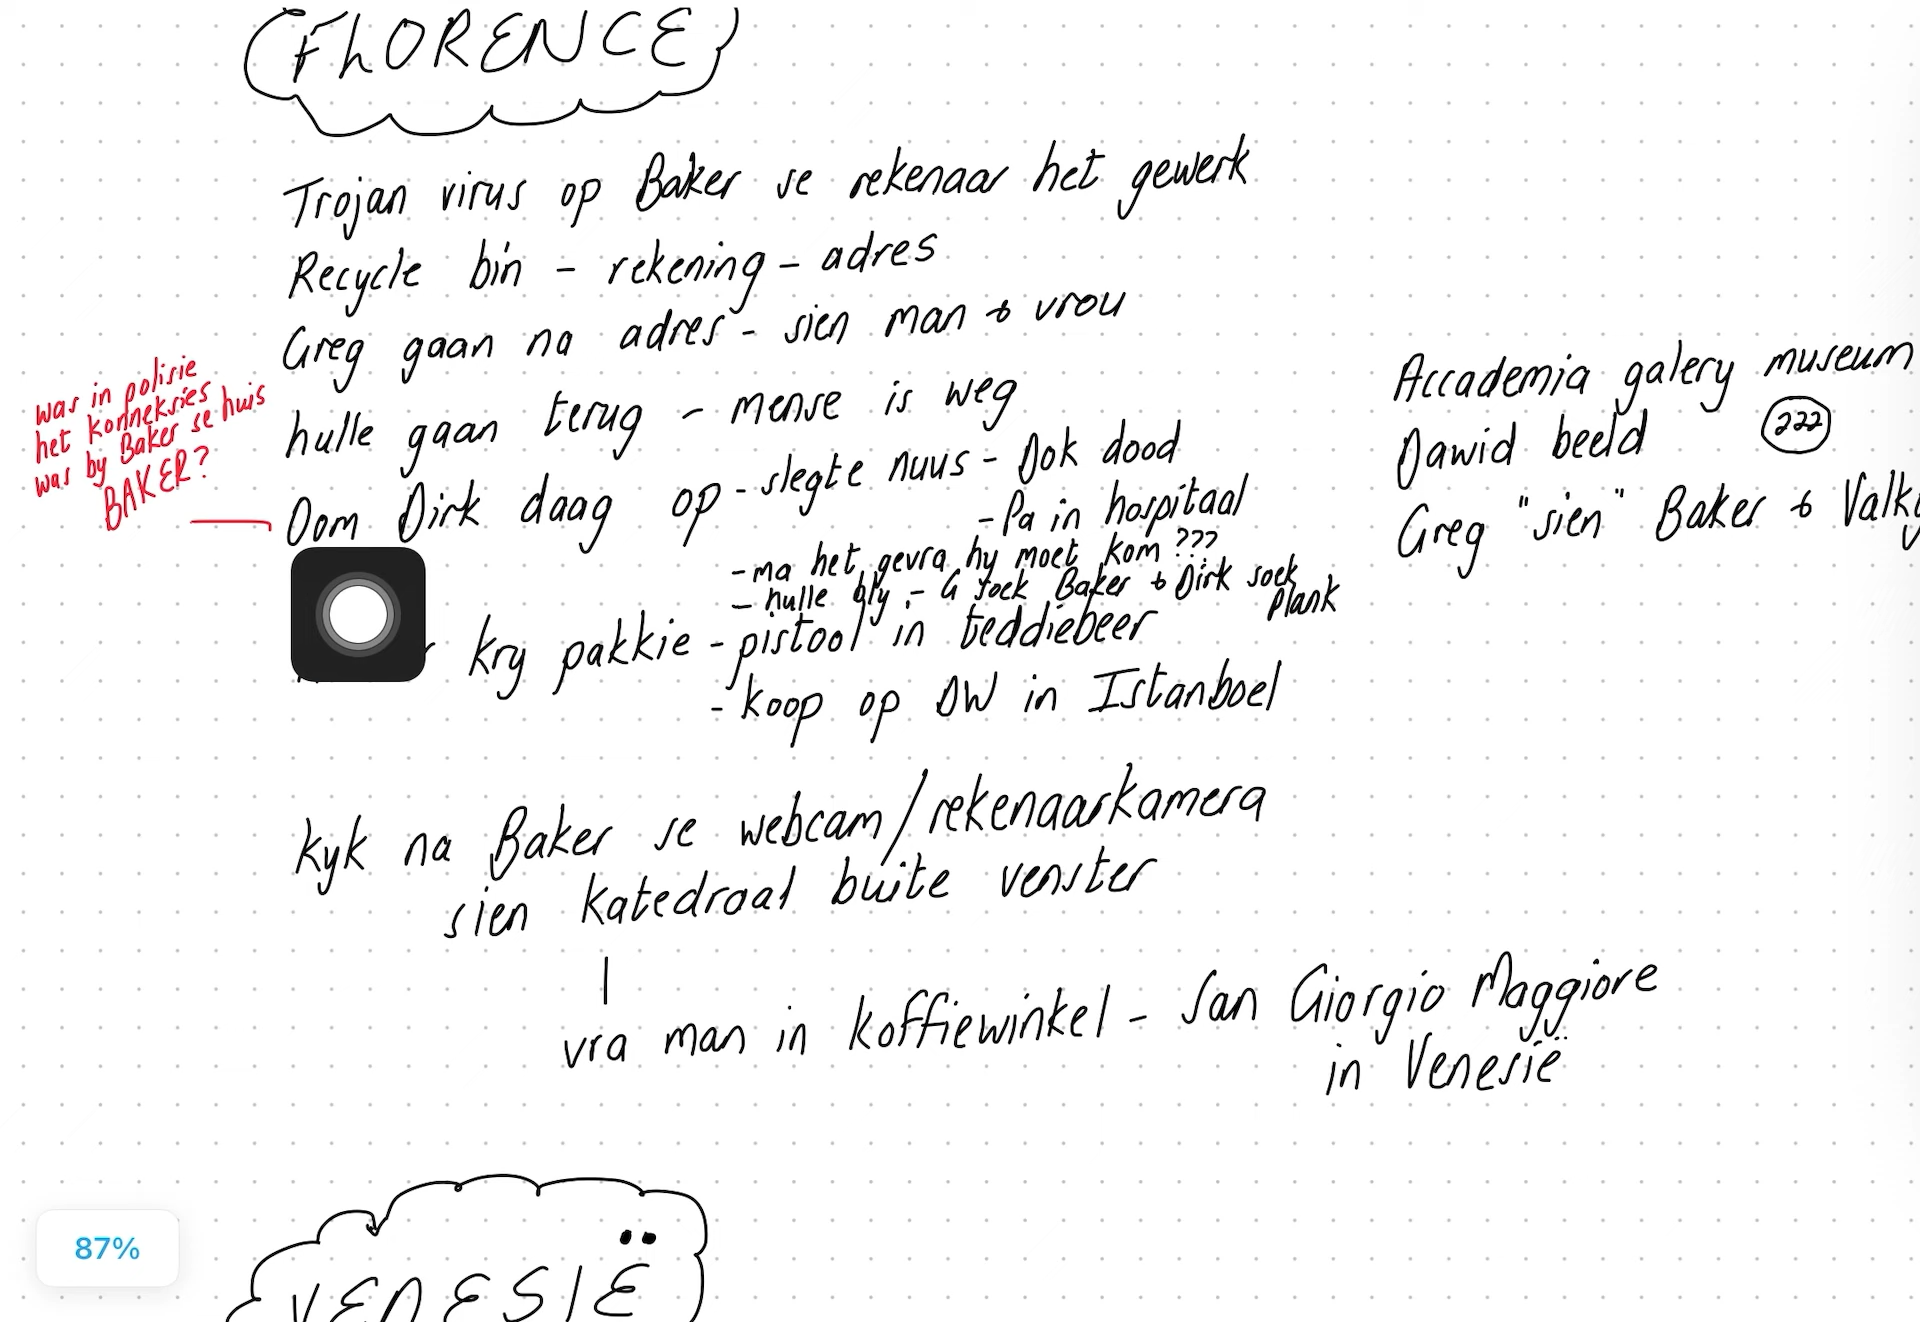 FLORENCE
Trojan virus op Baker se rekenaar het gewerk
Recycle bin - rekening - adres
Greg gaan na adres - sien man & vrou
hulle gaan terug - mense is weg
Oom Dirk daag op - slegte nuus - Dok dood
- Pa in hospitaal
- ma het gevra hy moet kom ???
- hulle bly - G soek Baker & Dirk soek
Plank
kry pakkie - pistool in teddiebeer
- koop op DW in Istanboel
kyk na Baker se webcam/rekenaarkamera
sien katedraal buite venster
vra man in koffiewinkel - San Giorgio Maggiore
in Venesië
was in polisie
het konneksies
was by Baker se huis
BAKER?
Accademia galery museum
Dawid beeld
222
Greg "sien" Baker &
VENESIË
87%